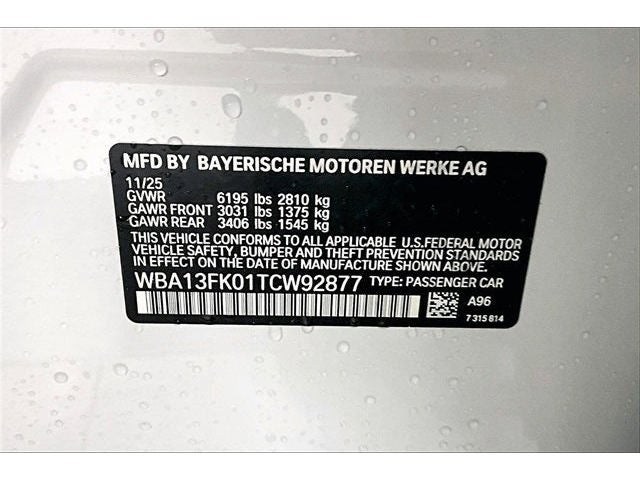 MFD BY BAYERISCHE MOTOREN WERKE AG
11/25
GVWR 6195 lbs 2810 kg
GAWR FRONT 3031 lbs 1375 kg
GAWR REAR 3406 lbs 1545 kg
THIS VEHICLE CONFORMS TO ALL APPLICABLE U.S.FEDERAL MOTOR
VEHICLE SAFETY, BUMPER AND THEFT PREVENTION STANDARDS
IN EFFECT ON THE DATE OF MANUFACTURE SHOWN ABOVE.
WBA13FK01TCW92877 TYPE: PASSENGER CAR
A96
7 315 814